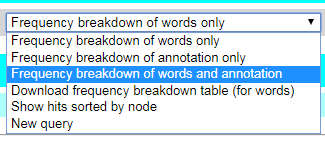 Frequency breakdown of words only
Frequency breakdown of words only
Frequency breakdown of annotation only
Frequency breakdown of words and annotation
Download frequency breakdown table (for words)
Show hits sorted by node
New query